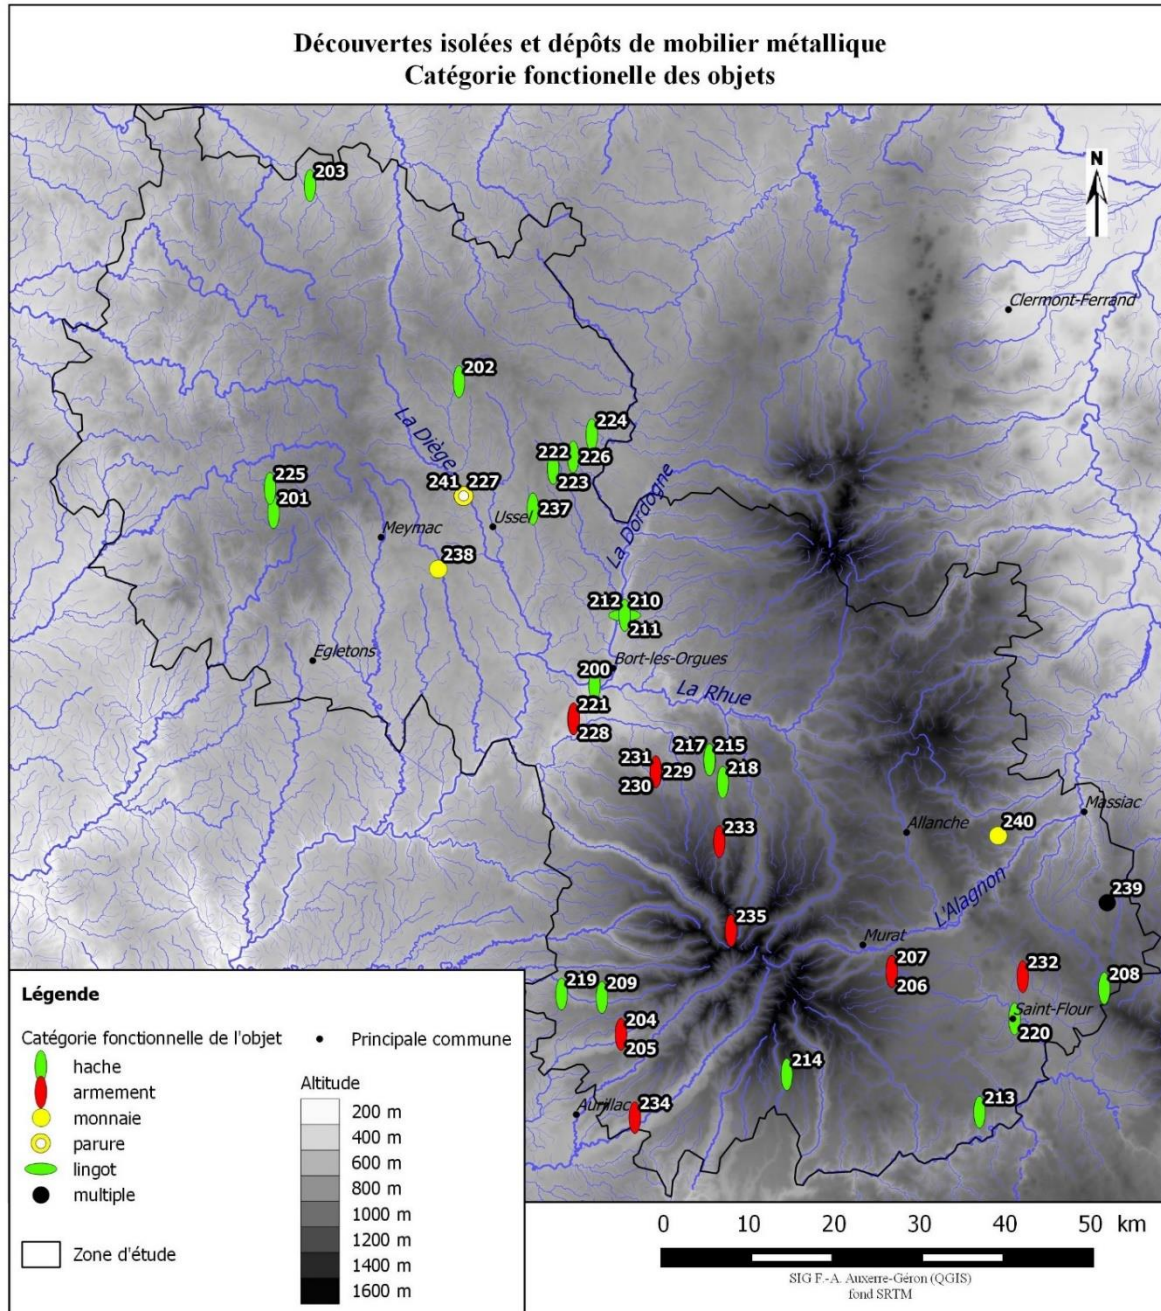 Découvertes isolées et dépôts de mobilier métallique
Catégorie fonctionelle des objets
203
N
Clermont-Ferrand
202
La Diège
224
222
226
223
225
241 227
201
237
Ussel
Meymac
La Dordogne
238
212 210
211
Egletons
Bort-les-Orgues
200
La Rhue
221
228
217 215
231
229
218
230
Massiac
240
Allanche
233
239
L'Alagnon
235
Murat
207
232
206
208
219 209
Saint-Flour
220
204
205
214
213
Aurillac
234
Légende
Catégorie fonctionelle de l'objet
hache
armement
monnaie
parure
lingot
multiple
Zone d'étude
Principale commune
Altitude
200 m
400 m
600 m
800 m
1000 m
1200 m
1400 m
1600 m
0 10 20 30 40 50 km
SIG F.-A. Auxerre-Géron (QGIS)
fond SRTM